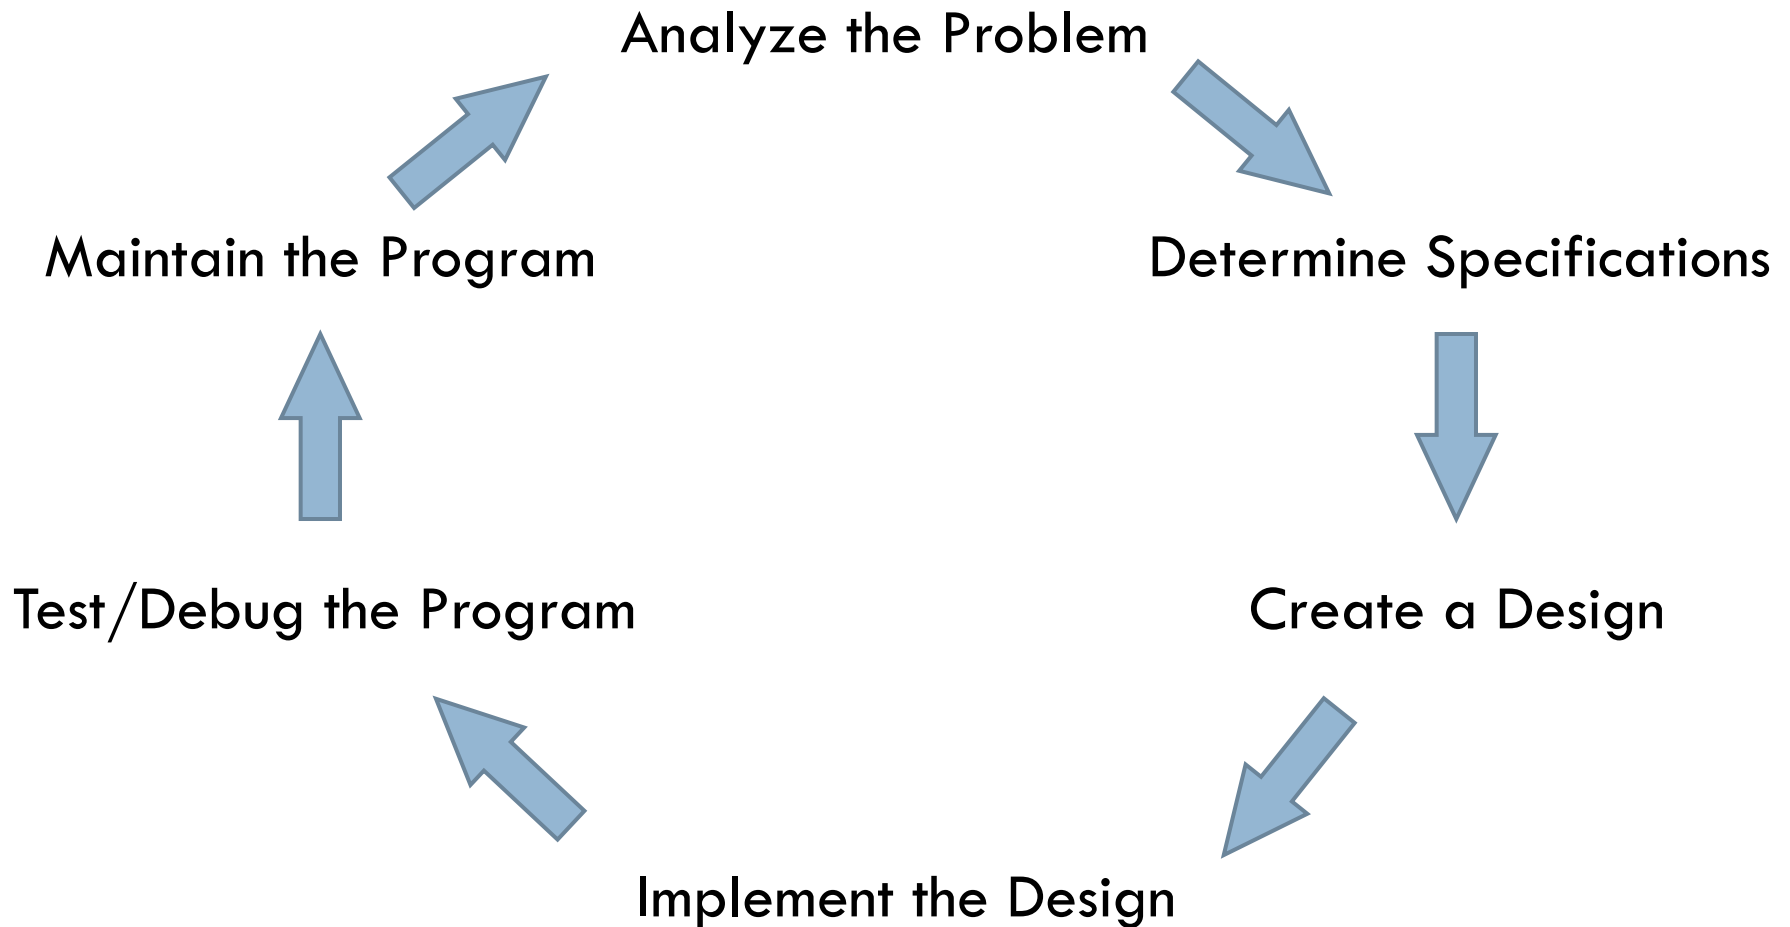 Analyze the Problem
Maintain the Program
Determine Specifications
Test/Debug the Program
Create a Design
Implement the Design